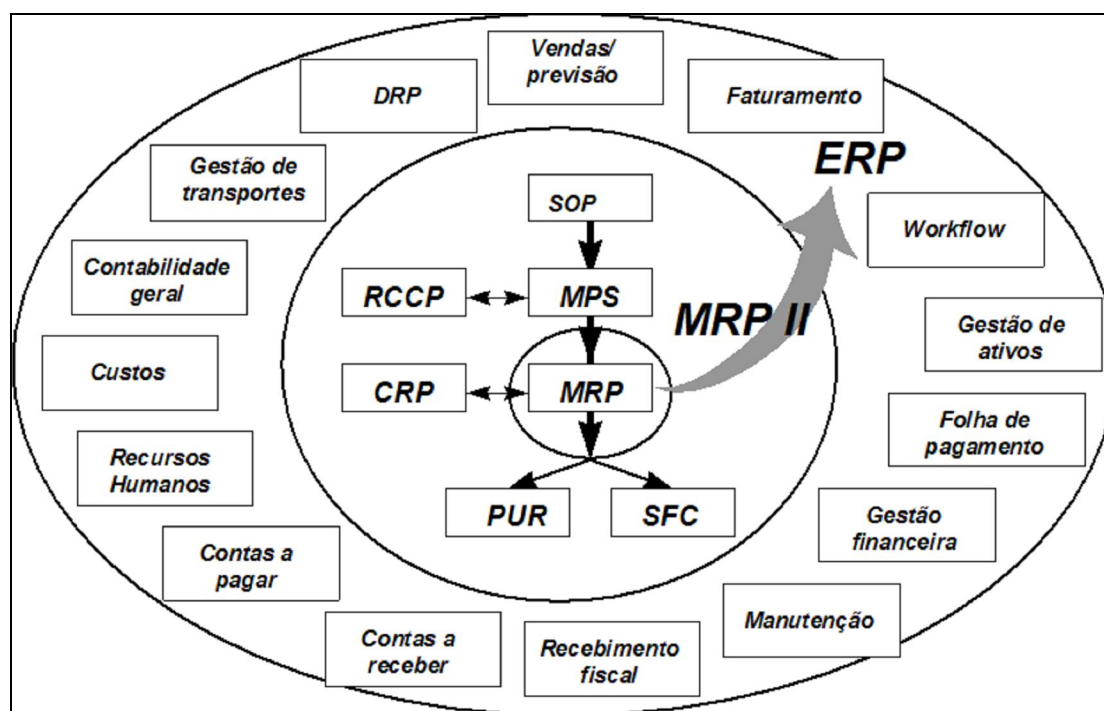 Vendas/
previsão
DRP
Faturamento
ERP
Gestão de
transportes
SOP
Workflow
Contabilidade
geral
RCCP
MPS
MRP II
Gestão de
ativos
Custos
CRP
MRP
Folha de
pagamento
Recursos
Humanos
PUR
SFC
Gestão
financeira
Contas a
pagar
Manutenção
Contas a
receber
Recebimento
fiscal